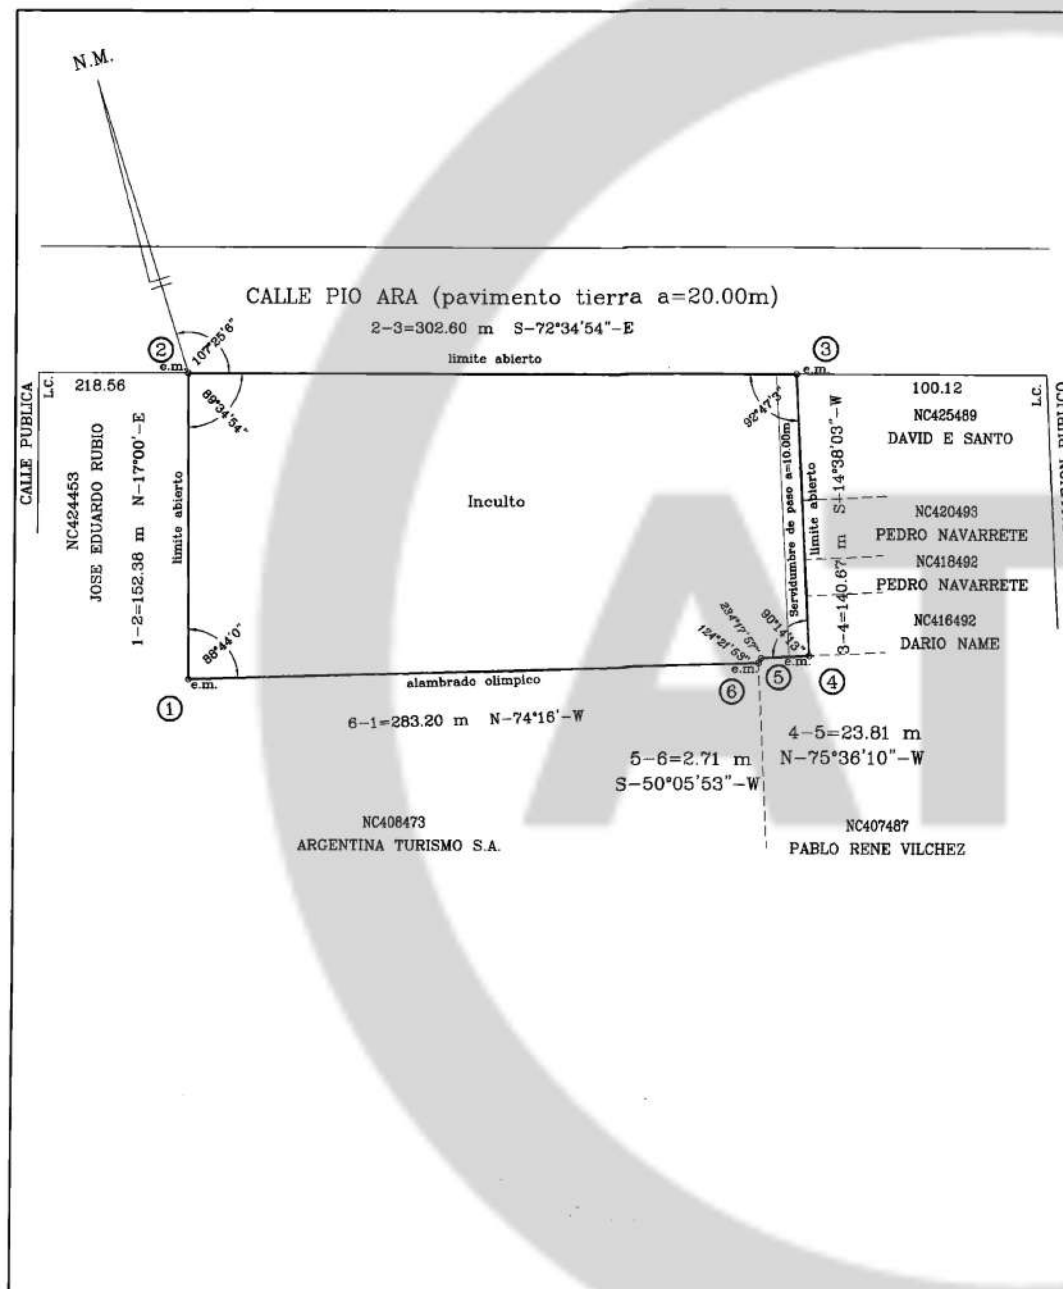 N.M.
CALLE PIO ARA (pavimento tierra a=20.00m)
2-3=302.60 m S-72°34'54"-E
limite abierto
107°25'6"
2
e.m.
3
e.m.
CALLE PUBLICA
L.C.
218.56
89°34'54"
92°47'3"
100.12
L.C.
NC425489
DAVID E SANTO
NC424453
JOSE EDUARDO RUBIO
1-2=152.38 m N-17°00'-E
limite abierto
Inculto
Servidumbre de paso a=10.00m
limite abierto
3-4=140.67 m S-14°38'03"-W
NC420493
PEDRO NAVARRETE
NC418492
PEDRO NAVARRETE
NC416492
DARIO NAME
PUBLICO
88°44'0"
234°17'57"
124°21'53"
90°14'13"
e.m.
e.m.
e.m.
1
alambrado olimpico
6
5
4
6-1=283.20 m N-74°16'-W
4-5=23.81 m
N-75°36'10"-W
5-6=2.71 m
S-50°05'53"-W
NC408473
ARGENTINA TURISMO S.A.
NC407487
PABLO RENE VILCHEZ
AT